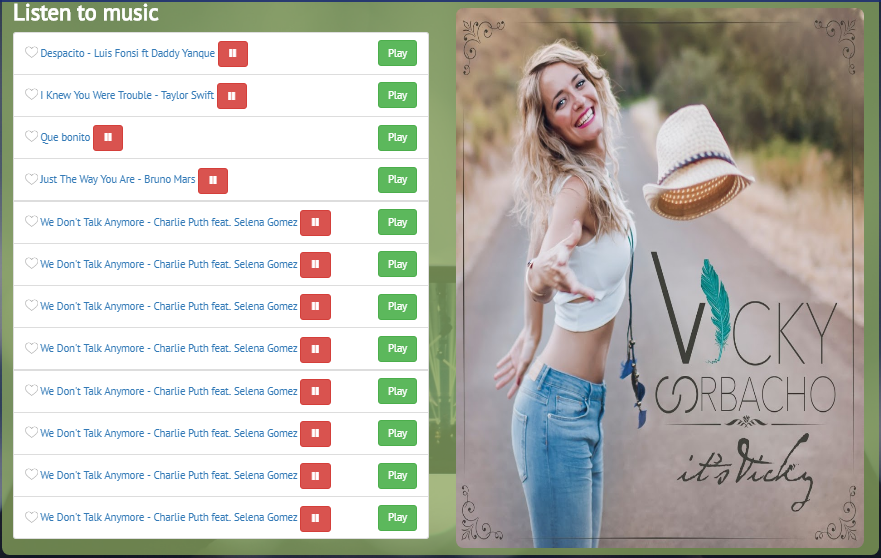 Listen to music
Despacito - Luis Fonsi ft Daddy Yanque Play
I Knew You Were Trouble - Taylor Swift Play
Que bonito Play
Just The Way You Are - Bruno Mars Play
We Don't Talk Anymore - Charlie Puth feat. Selena Gomez Play
We Don't Talk Anymore - Charlie Puth feat. Selena Gomez Play
We Don't Talk Anymore - Charlie Puth feat. Selena Gomez Play
We Don't Talk Anymore - Charlie Puth feat. Selena Gomez Play
We Don't Talk Anymore - Charlie Puth feat. Selena Gomez Play
We Don't Talk Anymore - Charlie Puth feat. Selena Gomez Play
We Don't Talk Anymore - Charlie Puth feat. Selena Gomez Play
We Don't Talk Anymore - Charlie Puth feat. Selena Gomez Play
VICKY
CORBACHO
it's Vicky